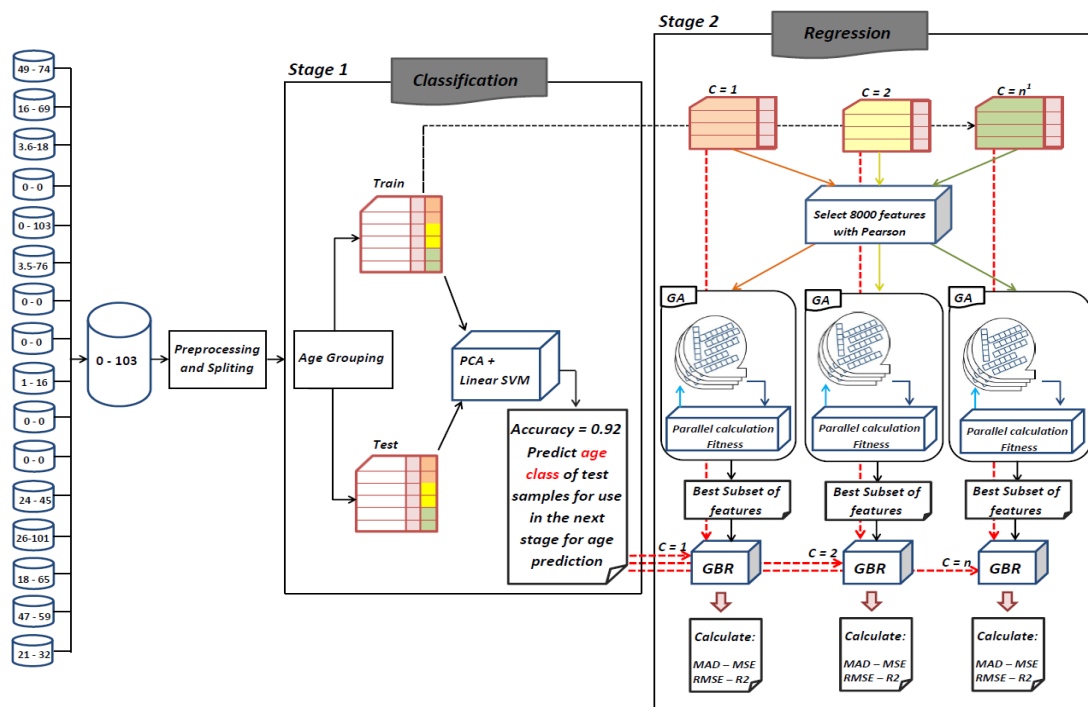 49 - 74
16 - 69
3.6-18
0 - 0
0 - 103
3.5-76
0 - 0
0 - 0
1 - 16
0 - 0
0 - 0
24 - 45
26-101
18 - 65
47 - 59
21 - 32
0 - 103
Preprocessing
and Spliting
Stage 1
Classification
Age Grouping
Train
Test
PCA +
Linear SVM
Accuracy = 0.92
Predict age
class of test
samples for use
in the next
stage for age
prediction
Stage 2
Regression
C = 1
C = 2
C = n¹
Select 8000 features
with Pearson
GA
GA
GA
Parallel calculation
Fitness
Parallel calculation
Fitness
Parallel calculation
Fitness
Best Subset of
features
Best Subset of
features
Best Subset of
features
C = 1
C = 2
C = n
GBR
GBR
GBR
Calculate:
MAD – MSE
RMSE – R2
Calculate:
MAD – MSE
RMSE – R2
Calculate:
MAD – MSE
RMSE – R2